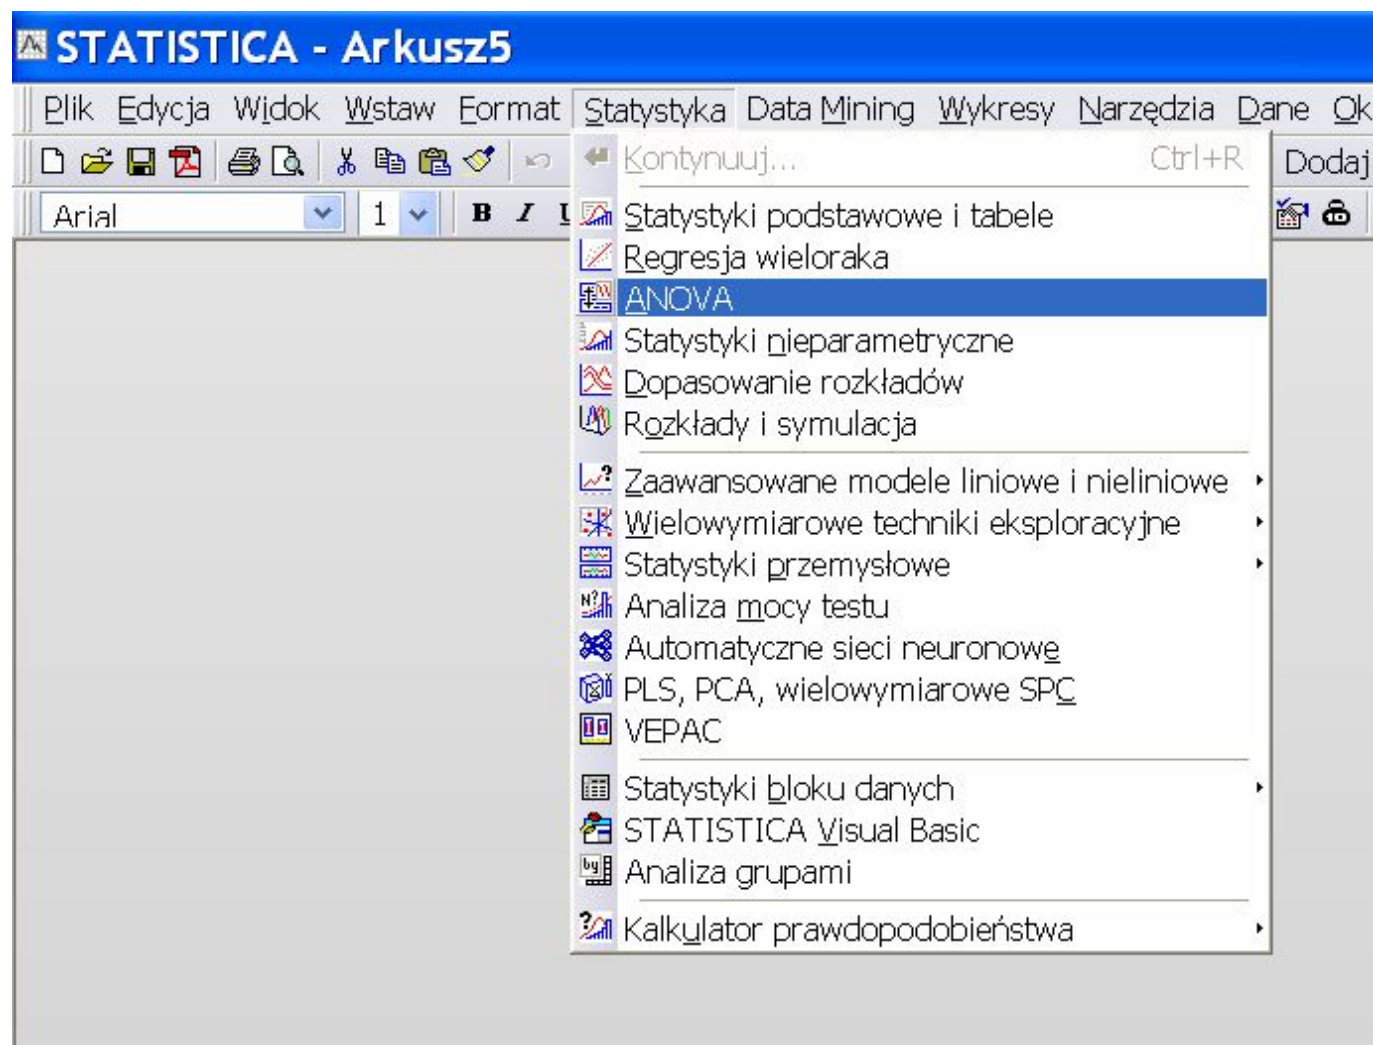 STATISTICA - Arkusz5
Plik Edycja Widok Wstaw Format Statystyka Data Mining Wykresy Narzędzia Dane Ok
Kontynuuj... Ctrl+R Dodaj
Arial 1 B I U
Statystyki podstawowe i tabele
Regresja wieloraka
ANOVA
Statystyki nieparametryczne
Dopasowanie rozkładów
Rozkłady i symulacja
Zaawansowane modele liniowe i nieliniowe
Wielowymiarowe techniki eksploracyjne
Statystyki przemysłowe
Analiza mocy testu
Automatyczne sieci neuronowe
PLS, PCA, wielowymiarowe SPC
VEPAC
Statystyki bloku danych
STATISTICA Visual Basic
Analiza grupami
Kalkulator prawdopodobieństwa